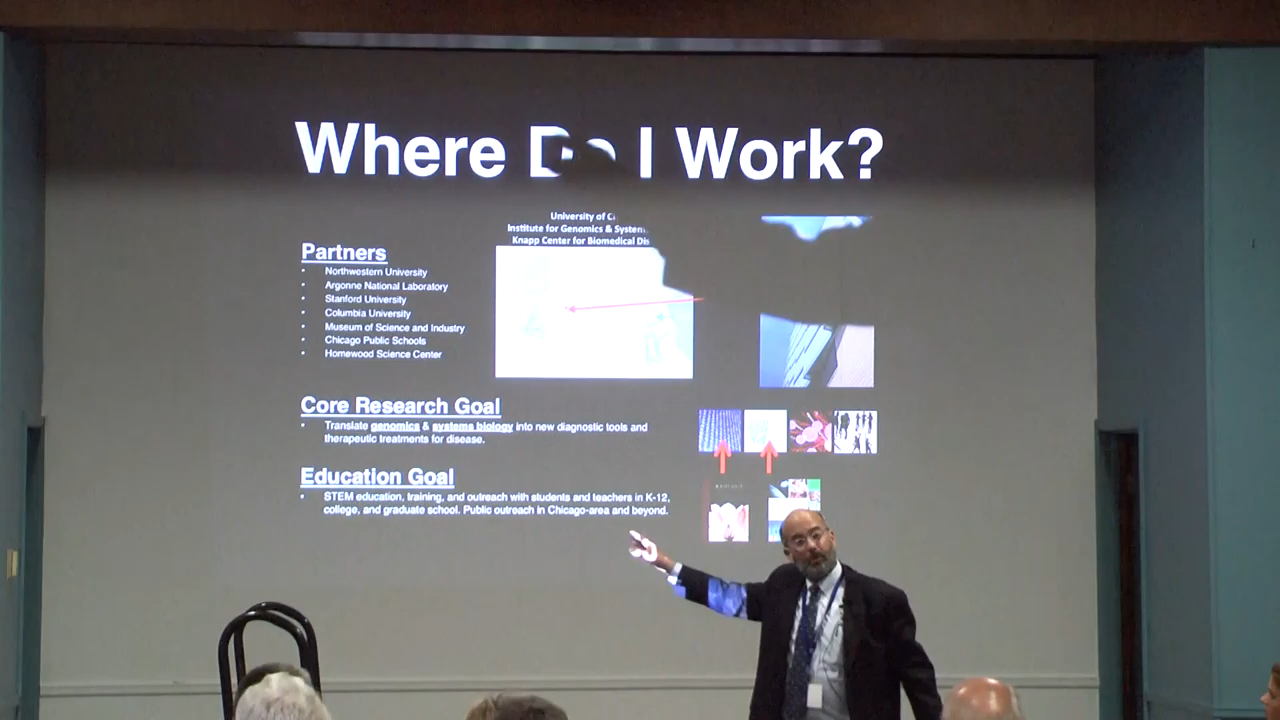 Where Do I Work?
University of
Institute for Genomics &
Knapp Center for Biomedical
Partners
• Northwestern University
• Argonne National Laboratory
• Stanford University
• Columbia University
• Museum of Science and Industry
• Chicago Public Schools
• Homewood Science Center
Core Research Goal
• Translate genomics & systems biology into new diagnostic tools and
therapeutic treatments for disease.
Education Goal
• STEM education, training, and outreach with students and teachers in K-12,
college, and graduate school. Public outreach in Chicago-area and beyond.